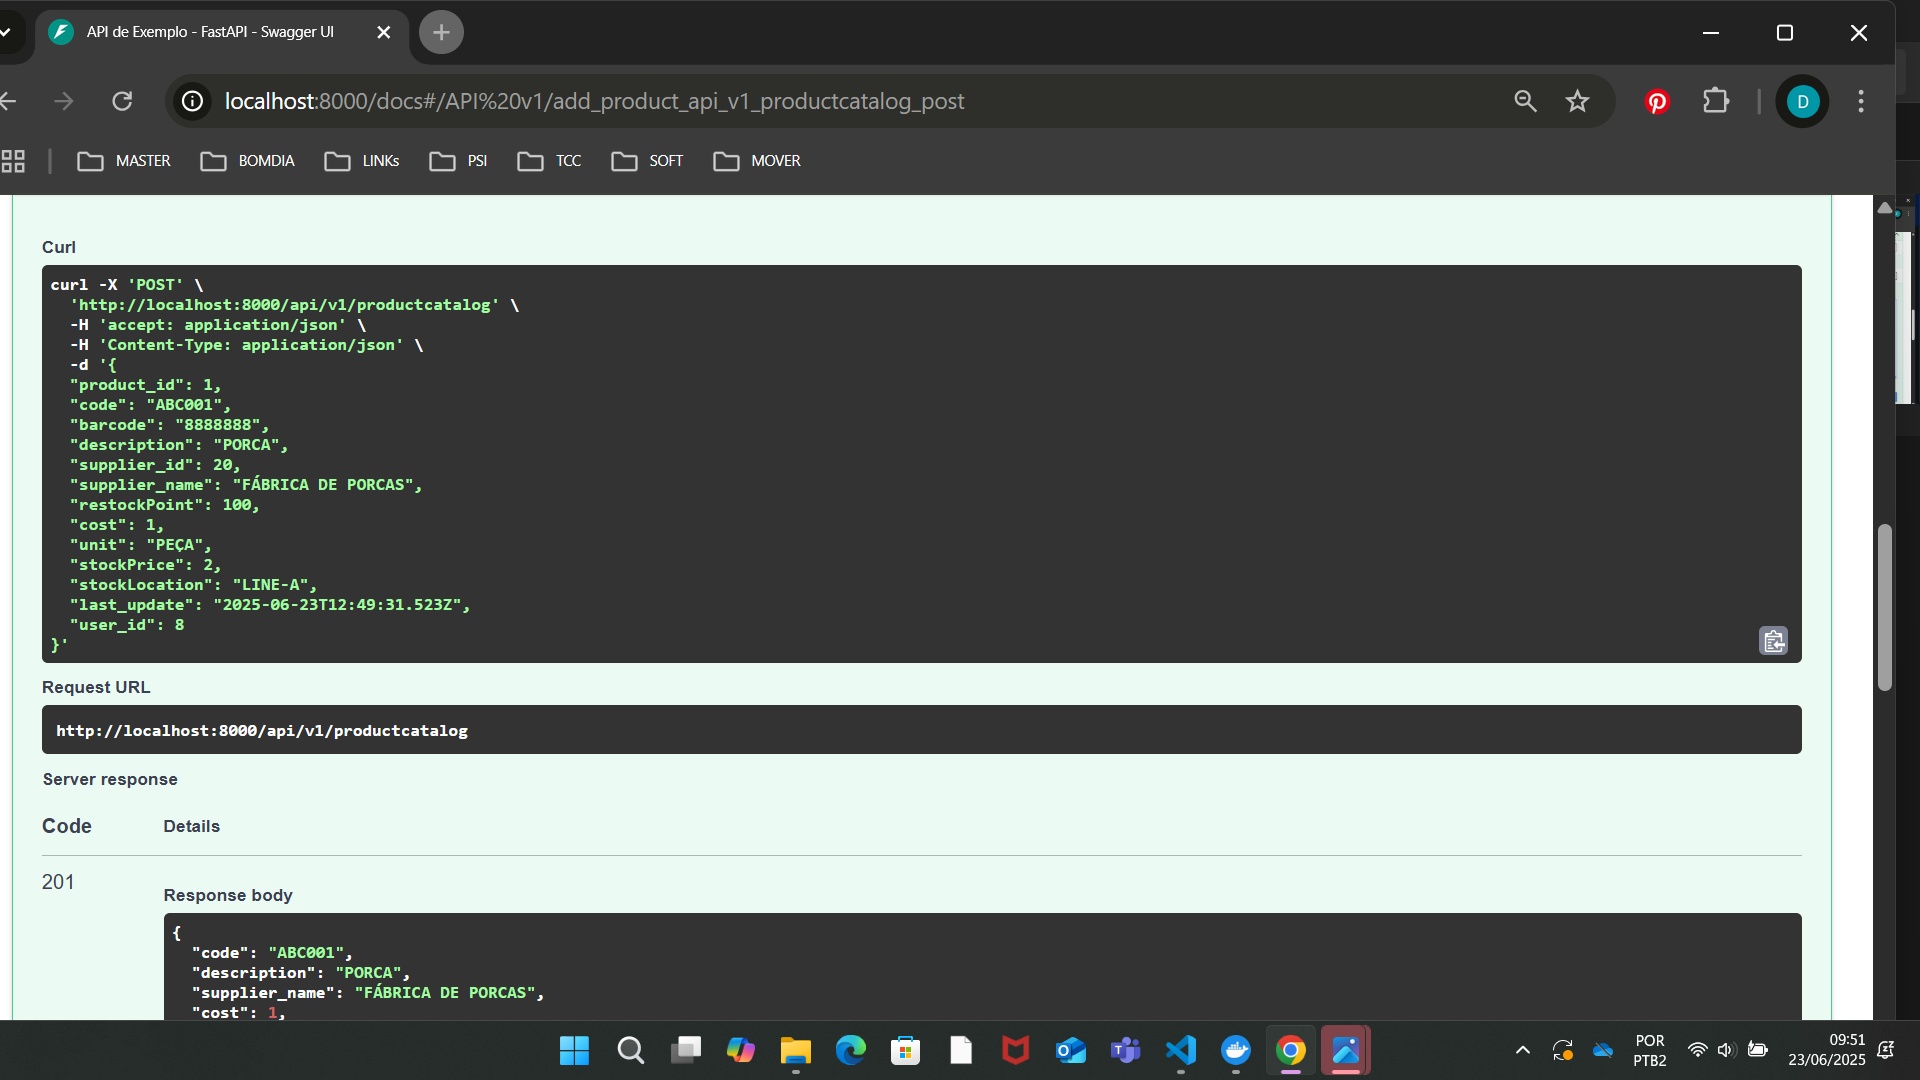 API de Exemplo - FastAPI - Swagger UI
localhost:8000/docs#/API%20v1/add_product_api_v1_productcatalog_post
D
MASTER
BOMDIA
LINKs
PSI
TCC
SOFT
MOVER
Curl
curl -X 'POST' \
'http://localhost:8000/api/v1/productcatalog' \
-H 'accept: application/json' \
-H 'Content-Type: application/json' \
-d '{
"product_id": 1,
"code": "ABC001",
"barcode": "8888888",
"description": "PORCA",
"supplier_id": 20,
"supplier_name": "FÁBRICA DE PORCAS",
"restockPoint": 100,
"cost": 1,
"unit": "PEÇA",
"stockPrice": 2,
"stockLocation": "LINE-A",
"last_update": "2025-06-23T12:49:31.523Z",
"user_id": 8
}'
Request URL
http://localhost:8000/api/v1/productcatalog
Server response
Code Details
201
Response body
{
"code": "ABC001",
"description": "PORCA",
"supplier_name": "FÁBRICA DE PORCAS",
"cost": 1,
POR
PTB2
09:51
23/06/2025